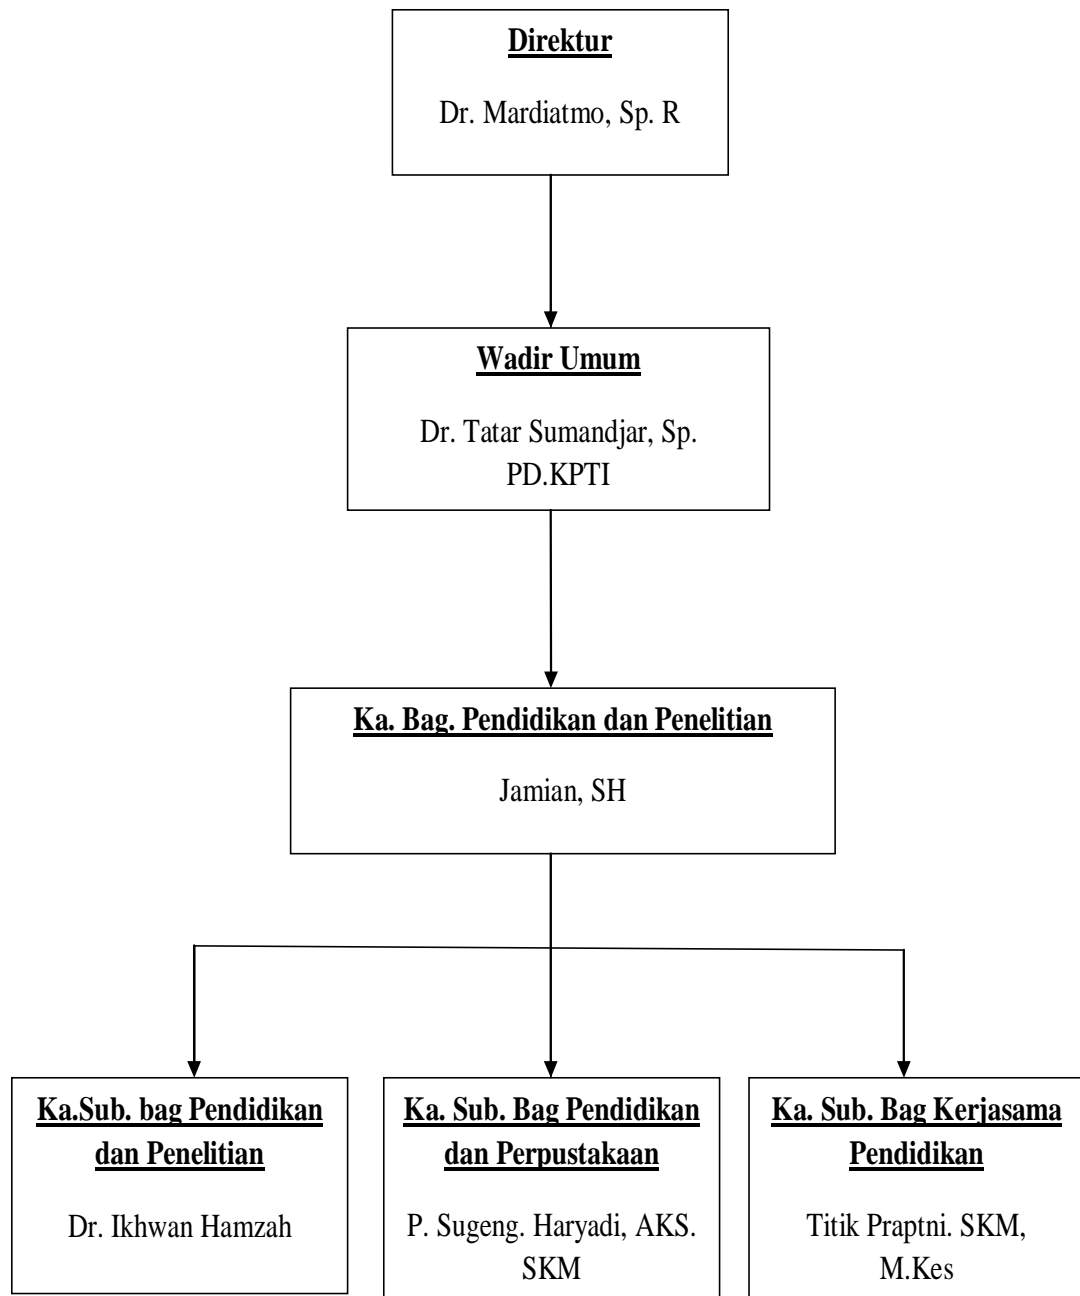 Direktur
Dr. Mardiatmo, Sp. R
Wadir Umum
Dr. Tatar Sumandjar, Sp.
PD.KPTI
Ka. Bag. Pendidikan dan Penelitian
Jamian, SH
Ka.Sub. bag Pendidikan
dan Penelitian
Dr. Ikhwan Hamzah
Ka. Sub. Bag Pendidikan
dan Perpustakaan
P. Sugeng. Haryadi, AKS.
SKM
Ka. Sub. Bag Kerjasama
Pendidikan
Titik Praptni. SKM,
M.Kes